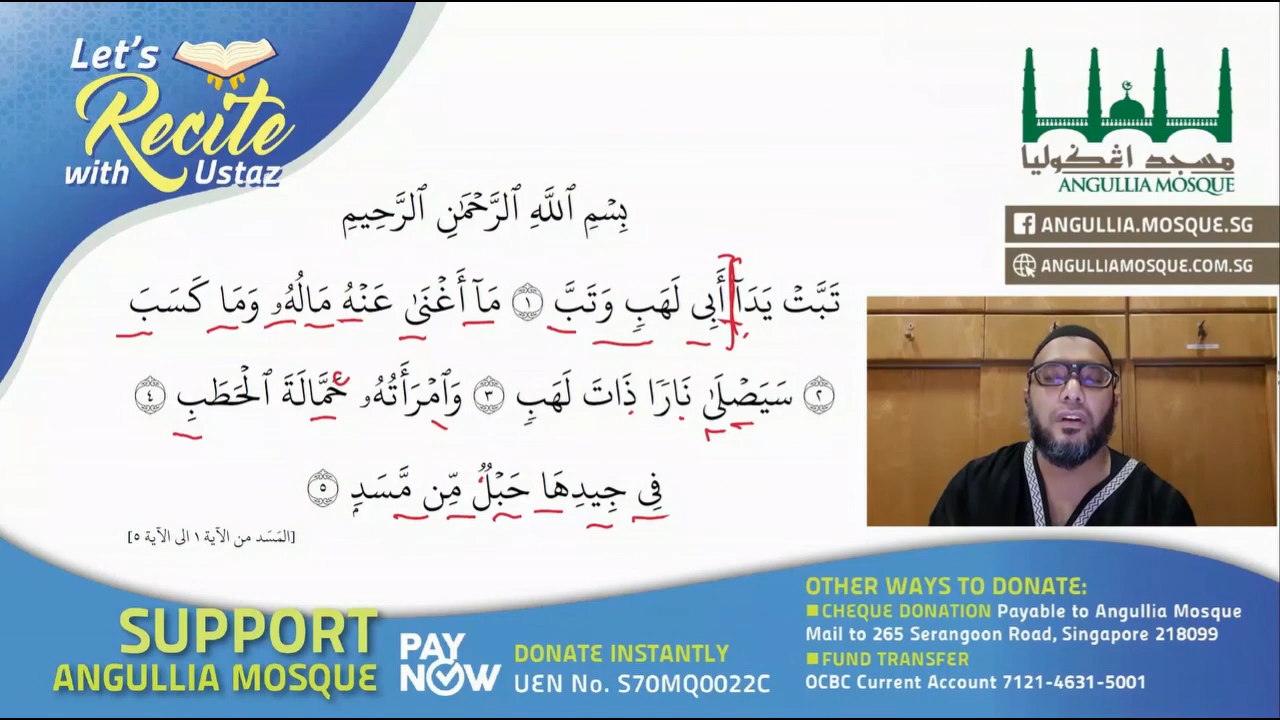 Let's
Recite
with Ustaz
مسجد اڠݢوليا
ANGULLIA MOSQUE
ANGULLIA.MOSQUE.SG
ANGULLIAMOSQUE.COM.SG
بِسْمِ ٱللَّهِ ٱلرَّحْمَٰنِ ٱلرَّحِيمِ
تَبَّتْ يَدَآ أَبِى لَهَبٍ وَتَبَّ ١ مَآ أَغْنَىٰ عَنْهُ مَالُهُۥ وَمَا كَسَبَ
٢ سَيَصْلَىٰ نَارًا ذَاتَ لَهَبٍ ٣ وَٱمْرَأَتُهُۥ حَمَّالَةَ ٱلْحَطَبِ ٤
فِى جِيدِهَا حَبْلٌ مِّن مَّسَدٍۭ ٥
[المَسَد من الآية ١ الى الآية ٥]
SUPPORT
ANGULLIA MOSQUE
PAY
NOW
DONATE INSTANTLY
UEN No. S70MQ0022C
OTHER WAYS TO DONATE:
CHEQUE DONATION Payable to Angullia Mosque
Mail to 265 Serangoon Road, Singapore 218099
FUND TRANSFER
OCBC Current Account 7121-4631-5001